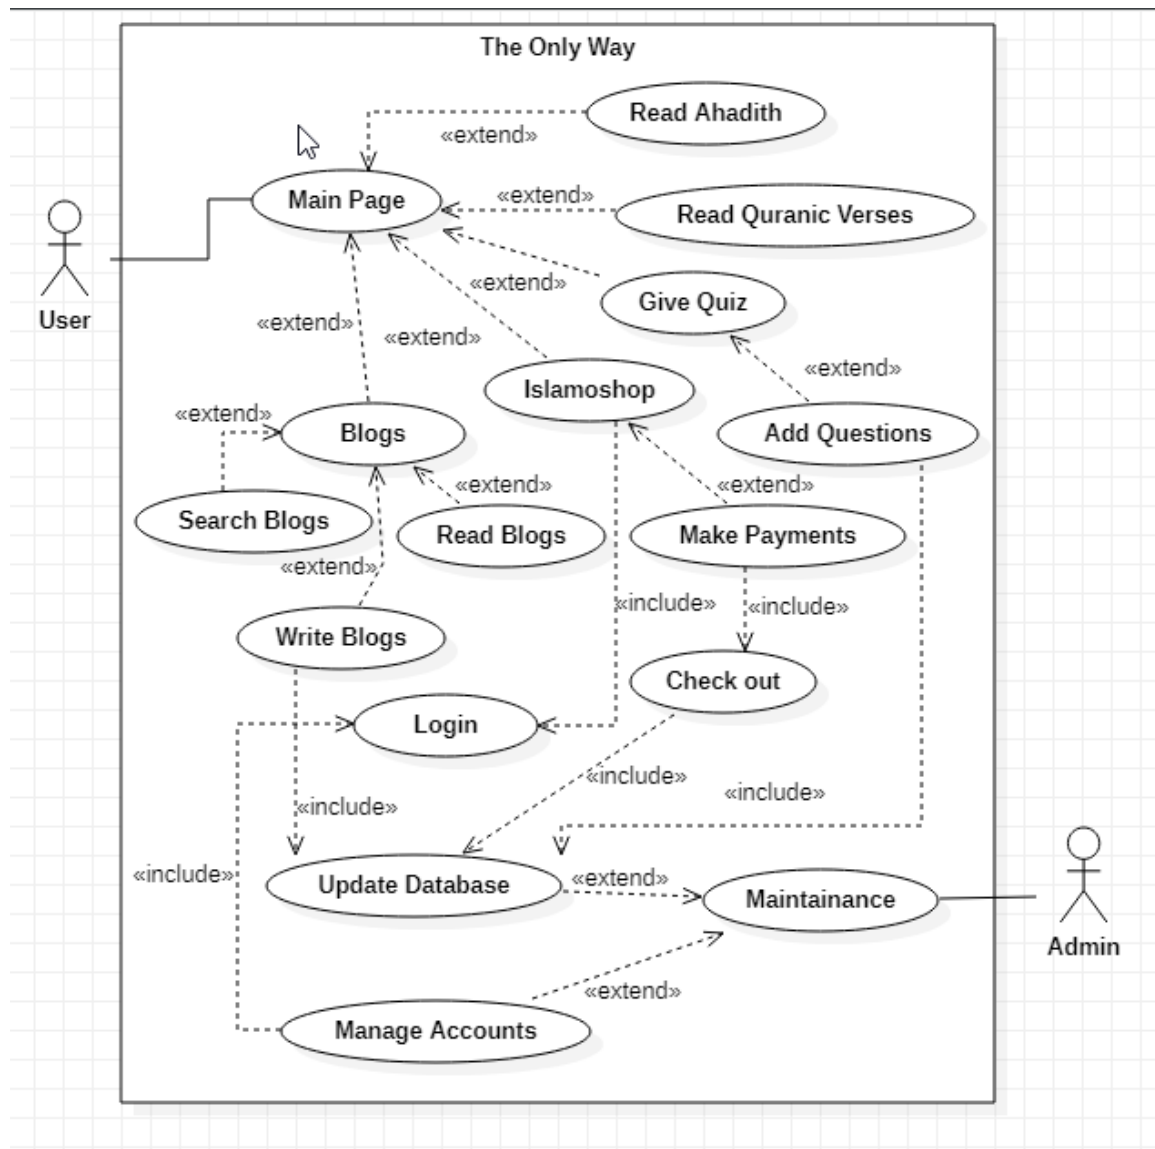 The Only Way
Read Ahadith
«extend»
Main Page
«extend»
Read Quranic Verses
«extend»
Give Quiz
User
«extend»
«extend»
«extend»
Islamoshop
«extend»
Blogs
Add Questions
«extend»
«extend»
Search Blogs
Read Blogs
Make Payments
«extend»
«include»
«include»
Write Blogs
Check out
Login
«include»
«include»
«include»
«include»
Update Database
«extend»
Maintainance
Admin
«extend»
Manage Accounts